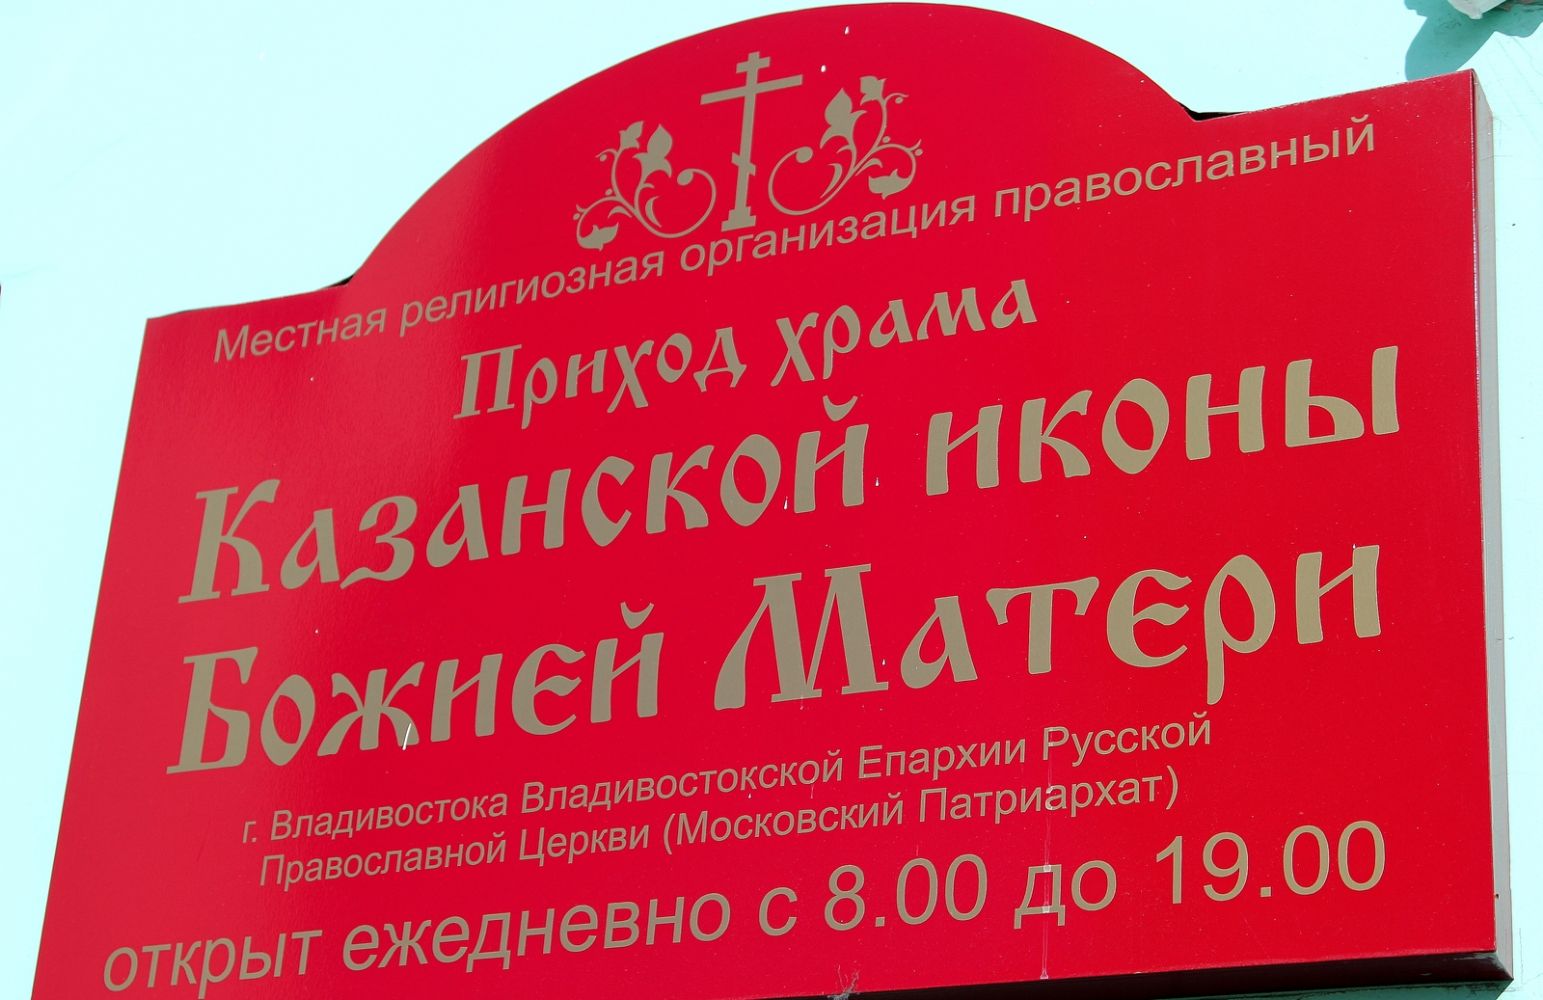 Местная религиозная организация православный
Приход храма
Казанской иконы
Божией Матери
г. Владивостока Владивостокской Епархии Русской
Православной Церкви (Московский Патриархат)
открыт ежедневно с 8.00 до 19.00